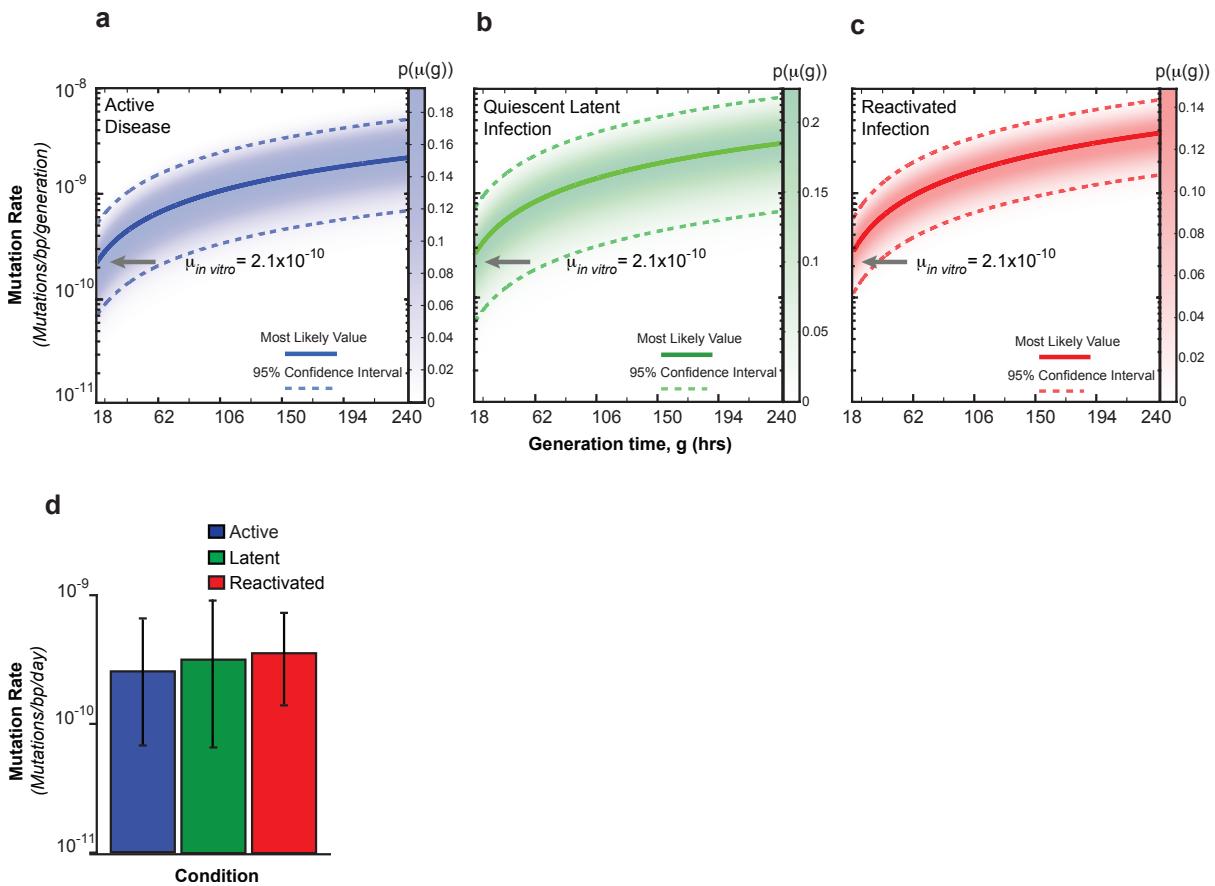 a
b
c
p(μ(g))
p(μ(g))
p(μ(g))
Mutation Rate
(Mutations/bp/generation)
10⁻⁸
10⁻⁹
10⁻¹⁰
10⁻¹¹
Active
Disease
μin vitro = 2.1x10⁻¹⁰
Most Likely Value
95% Confidence Interval
18 62 106 150 194 240
0.18
0.16
0.14
0.12
0.1
0.08
0.06
0.04
0.02
0
Quiescent Latent
Infection
μin vitro = 2.1x10⁻¹⁰
Most Likely Value
95% Confidence Interval
18 62 106 150 194 240
0.2
0.15
0.1
0.05
0
Reactivated
Infection
μin vitro = 2.1x10⁻¹⁰
Most Likely Value
95% Confidence Interval
18 62 106 150 194 240
0.14
0.12
0.10
0.08
0.06
0.04
0.02
0
Generation time, g (hrs)
d
Active
Latent
Reactivated
Mutation Rate
(Mutations/bp/day)
10⁻⁹
10⁻¹⁰
10⁻¹¹
Condition